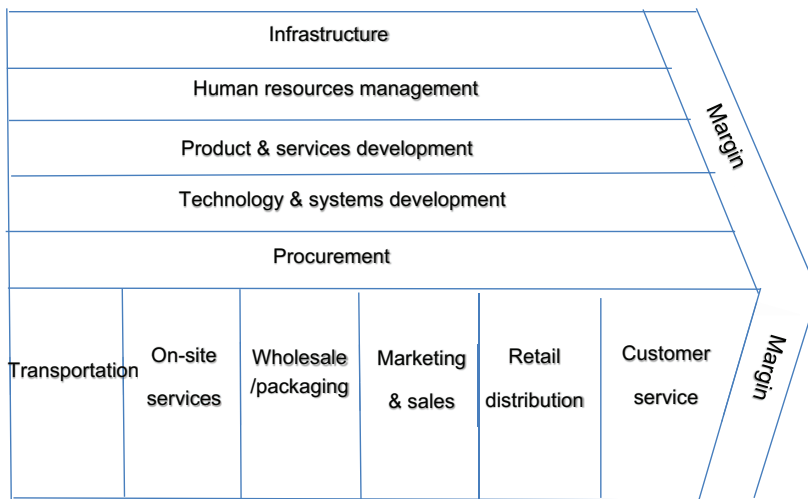 Infrastructure
Human resources management
Product & services development
Technology & systems development
Procurement
Margin
Transportation
On-site
services
Wholesale
/packaging
Marketing
& sales
Retail
distribution
Customer
service
Margin